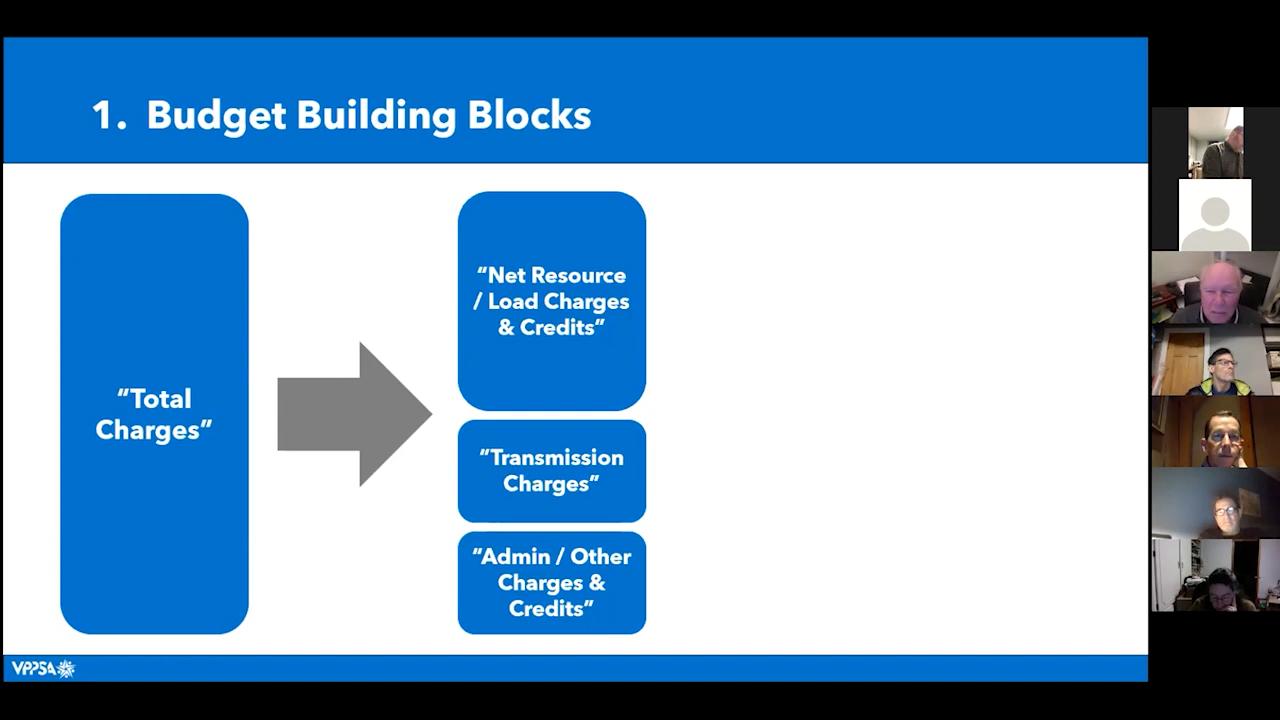 1. Budget Building Blocks
“Total
Charges”
“Net Resource
/ Load Charges
& Credits”
“Transmission
Charges”
“Admin / Other
Charges &
Credits”
VPPSA